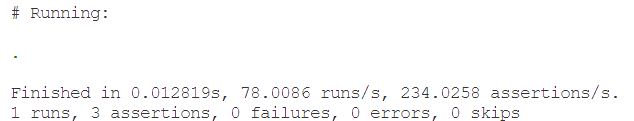 # Running:
.
Finished in 0.012819s, 78.0086 runs/s, 234.0258 assertions/s.
1 runs, 3 assertions, 0 failures, 0 errors, 0 skips